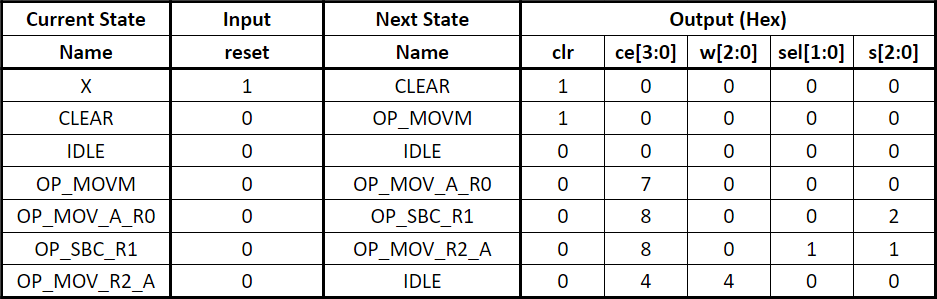 Current State Input Next State Output (Hex)
Name reset Name clr ce[3:0] w[2:0] sel[1:0] s[2:0]
X 1 CLEAR 1 0 0 0 0
CLEAR 0 OP_MOVM 1 0 0 0 0
IDLE 0 IDLE 0 0 0 0 0
OP_MOVM 0 OP_MOV_A_R0 0 7 0 0 0
OP_MOV_A_R0 0 OP_SBC_R1 0 8 0 0 2
OP_SBC_R1 0 OP_MOV_R2_A 0 8 0 1 1
OP_MOV_R2_A 0 IDLE 0 4 4 0 0